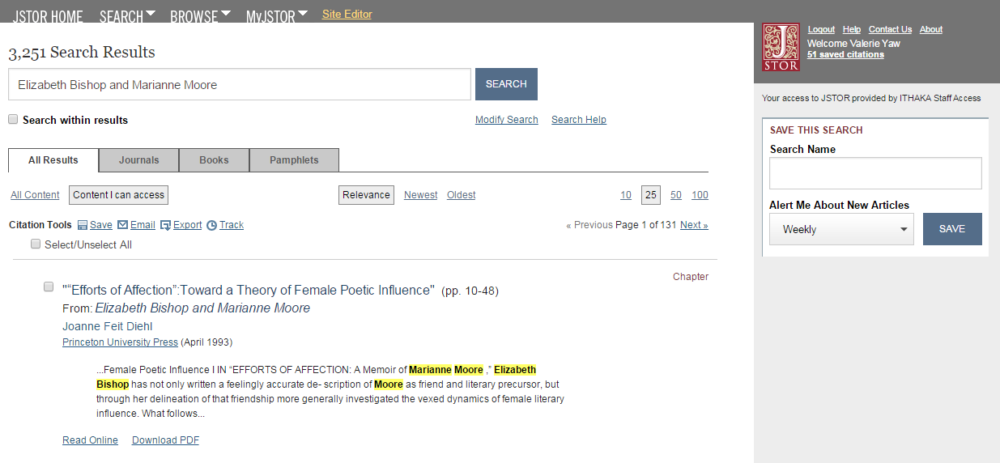 JSTOR HOME SEARCH BROWSE MyJSTOR Site Editor
JSTOR
Logout Help Contact Us About
Welcome Valerie Yaw
51 saved citations
3,251 Search Results
Elizabeth Bishop and Marianne Moore SEARCH
Search within results Modify Search Search Help
All Results Journals Books Pamphlets
All Content Content I can access Relevance Newest Oldest 10 25 50 100
Citation Tools Save Email Export Track « Previous Page 1 of 131 Next »
Select/Unselect All
Chapter
"“Efforts of Affection”:Toward a Theory of Female Poetic Influence" (pp. 10-48)
From: Elizabeth Bishop and Marianne Moore
Joanne Feit Diehl
Princeton University Press (April 1993)
...Female Poetic Influence I IN “EFFORTS OF AFFECTION: A Memoir of Marianne Moore ,” Elizabeth
Bishop has not only written a feelingly accurate de- scription of Moore as friend and literary precursor, but
through her delineation of that friendship more generally investigated the vexed dynamics of female literary
influence. What follows...
Read Online Download PDF
Your access to JSTOR provided by ITHAKA Staff Access
SAVE THIS SEARCH
Search Name
Alert Me About New Articles
Weekly SAVE